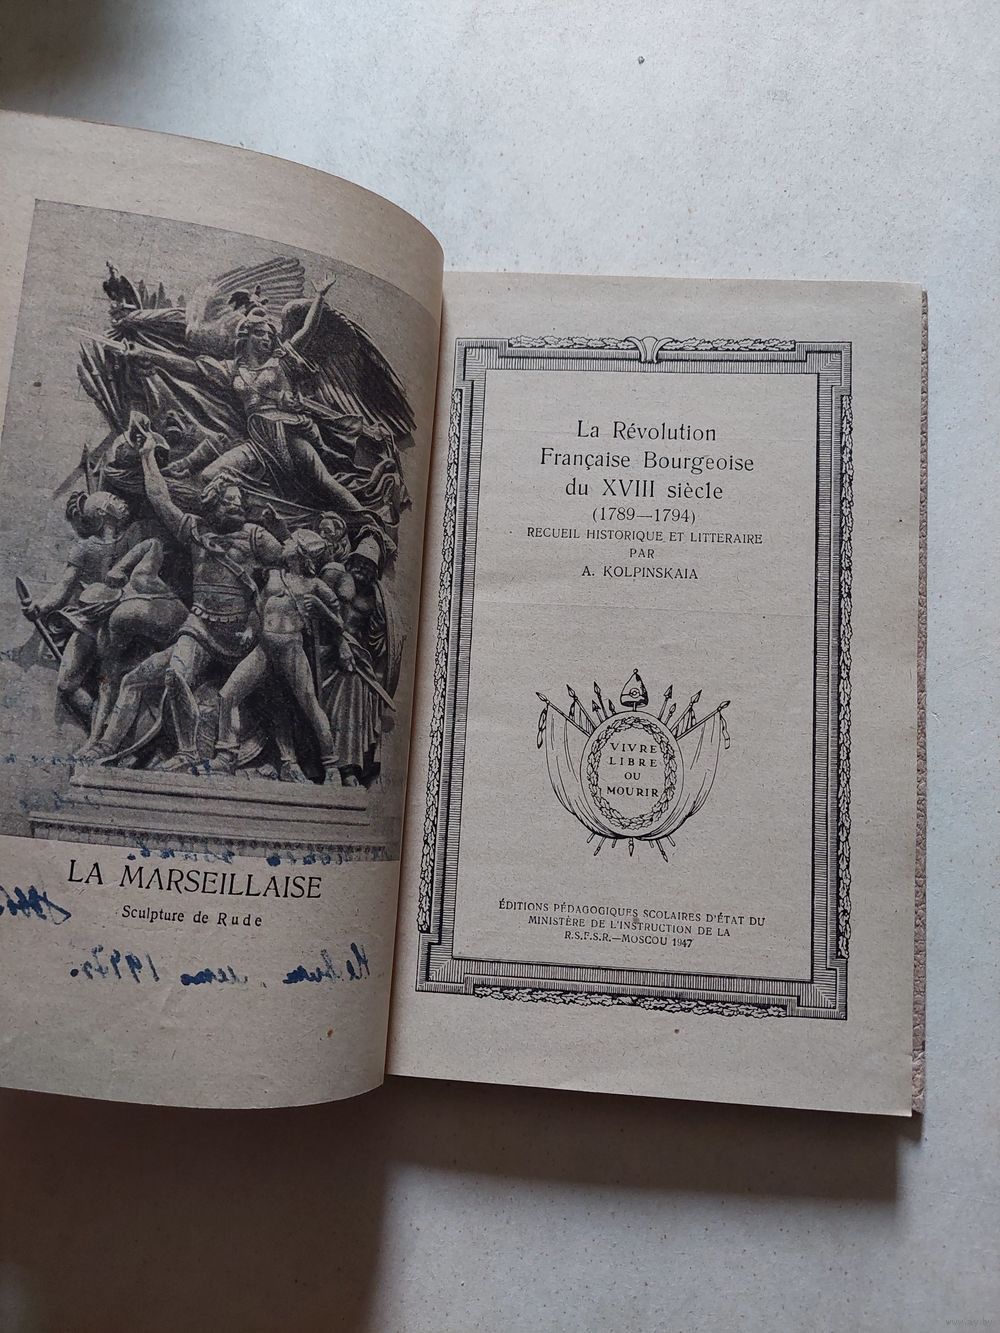 LA MARSEILLAISE
Sculpture de Rude
La Révolution
Française Bourgeoise
du XVIII siècle
(1789—1794)
RECUEIL HISTORIQUE ET LITTERAIRE
PAR
A. KOLPINSKAIA
VIVRE
LIBRE
OU
MOURIR
ÉDITIONS PÉDAGOGIQUES SCOLAIRES D'ÉTAT DU
MINISTÈRE DE L'INSTRUCTION DE LA
R.S.F.S.R.—MOSCOU 1947